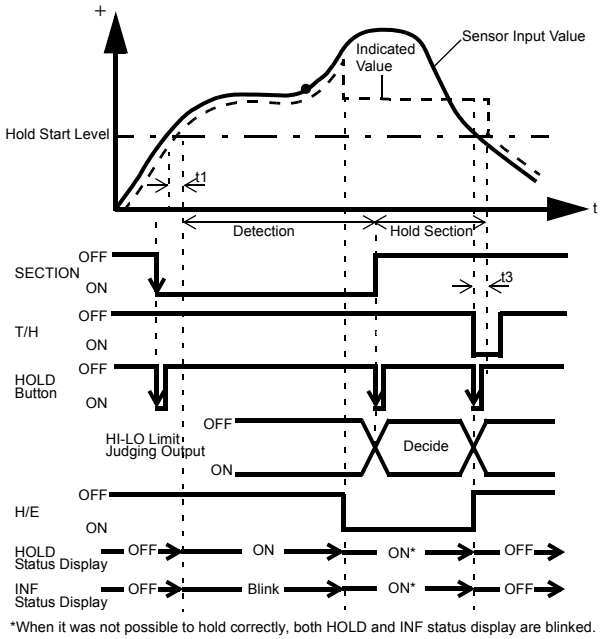 +
Indicated
Value
Sensor Input Value
Hold Start Level
t1
t
Detection
Hold Section
SECTION
OFF
ON
t3
T/H
OFF
ON
HOLD
Button
OFF
ON
HI-LO Limit
Judging Output
OFF
ON
Decide
H/E
OFF
ON
HOLD
Status Display
OFF
ON
ON*
OFF
INF
Status Display
OFF
Blink
ON*
OFF
*When it was not possible to hold correctly, both HOLD and INF status display are blinked.